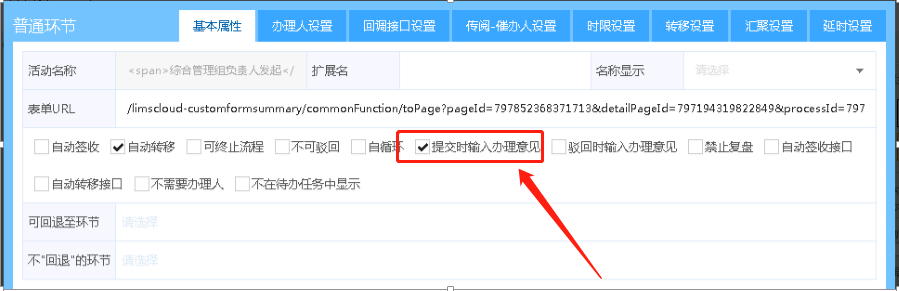 普通环节 基本属性 办理人设置 回调接口设置 传阅-催办人设置 时限设置 转移设置 汇聚设置 延时设置
活动名称 <span>综合管理组负责人发起</ 扩展名 名称显示 请选择
表单URL /limscloud-customformsummary/commonFunction/toPage?pageId=797852368371713&detailPageId=797194319822849&processId=797
自动签收 自动转移 可终止流程 不可驳回 自循环 提交时输入办理意见 驳回时输入办理意见 禁止复盘 自动签收接口
自动转移接口 不需要办理人 不在待办任务中显示
可回退至环节 请选择
不"回退"的环节 请选择